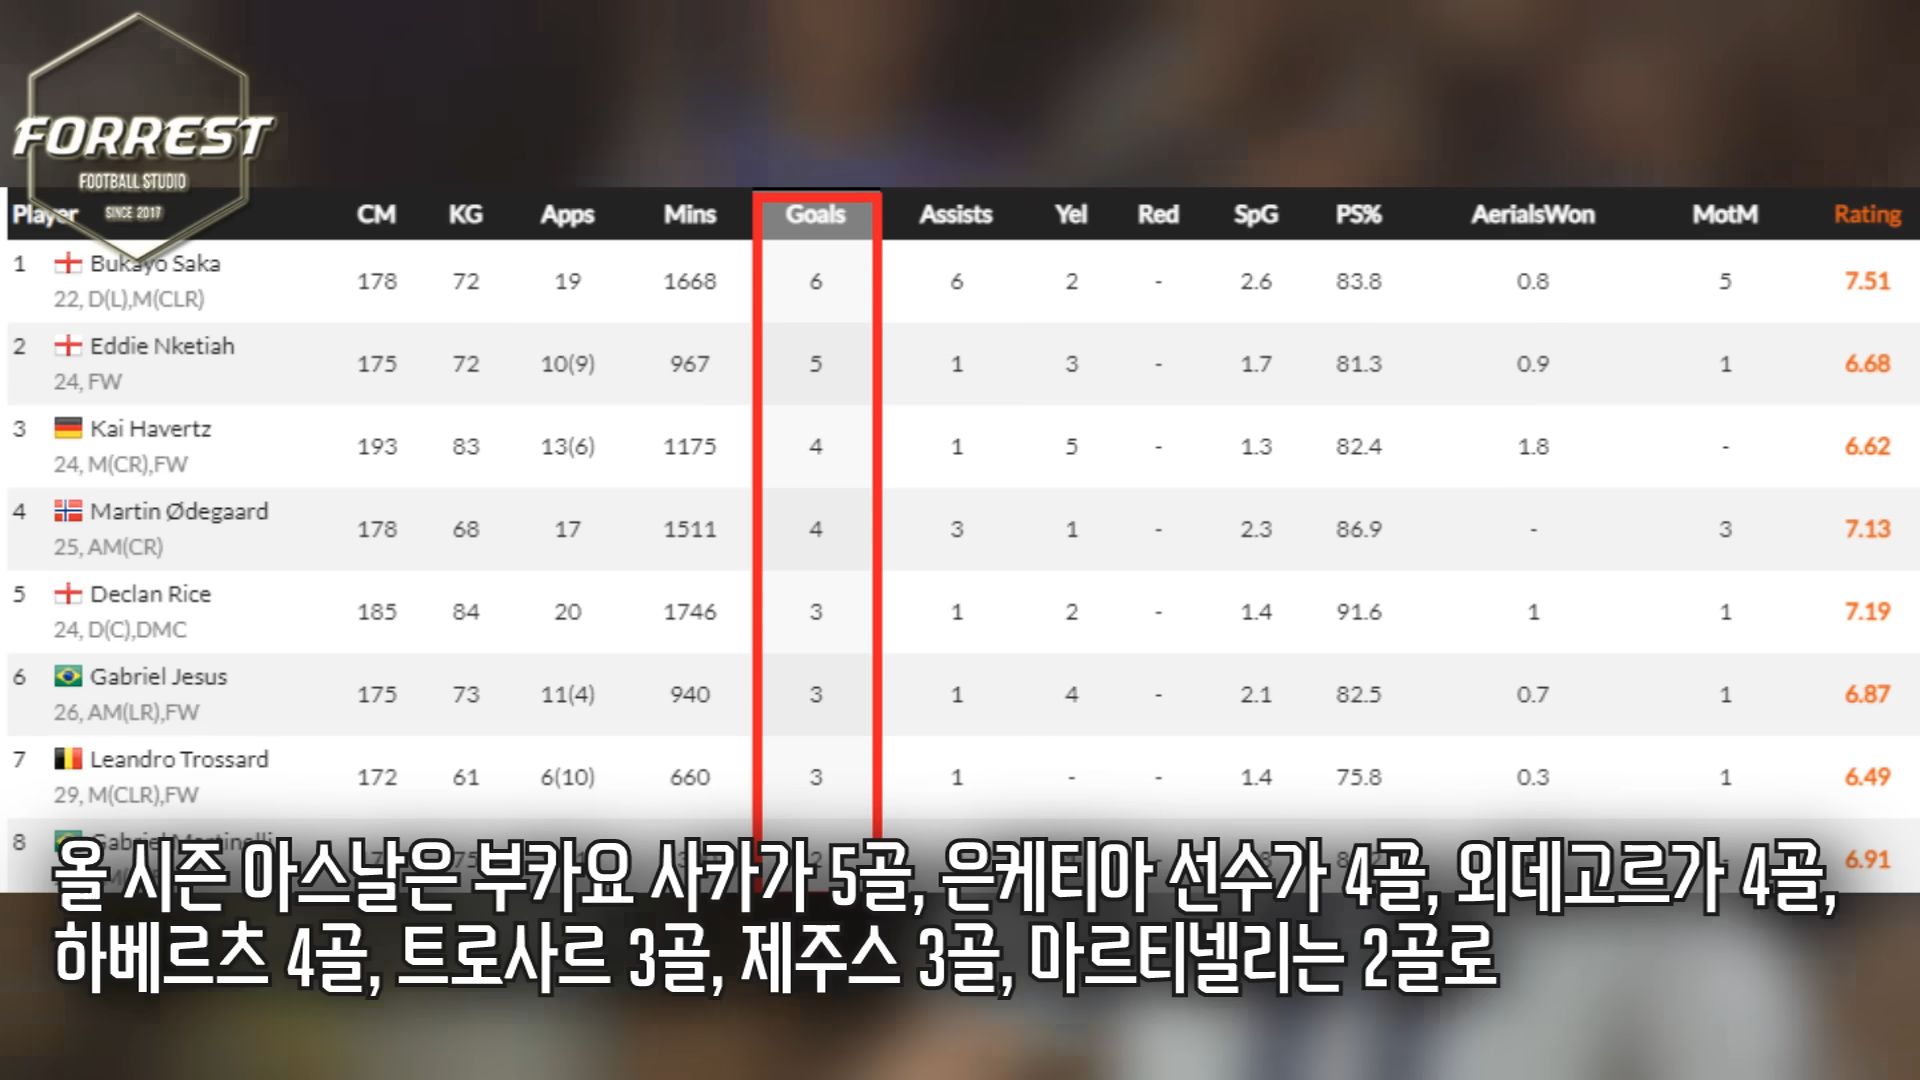 FORREST
FOOTBALL STUDIO
SINCE 2017
Player CM KG Apps Mins Goals Assists Yel Red SpG PS% AerialsWon MotM Rating
1 Bukayo Saka 178 72 19 1668 6 6 2 - 2.6 83.8 0.8 5 7.51
22, D(L),M(CLR)
2 Eddie Nketiah 175 72 10(9) 967 5 1 3 - 1.7 81.3 0.9 1 6.68
24, FW
3 Kai Havertz 193 83 13(6) 1175 4 1 5 - 1.3 82.4 1.8 - 6.62
24, M(CR),FW
4 Martin Ødegaard 178 68 17 1511 4 3 1 - 2.3 86.9 - 3 7.13
25, AM(CR)
5 Declan Rice 185 84 20 1746 3 1 2 - 1.4 91.6 1 1 7.19
24, D(C),DMC
6 Gabriel Jesus 175 73 11(4) 940 3 1 4 - 2.1 82.5 0.7 1 6.87
26, AM(LR),FW
7 Leandro Trossard 172 61 6(10) 660 3 1 - - 1.4 75.8 0.3 1 6.49
29, M(CLR),FW
8 Gabriel Martinelli 75 2 6.91
올 시즌 아스날은 부카요 사카가 5골, 은케티아 선수가 4골, 외데고르가 4골,
하베르츠 4골, 트로사르 3골, 제주스 3골, 마르티넬리는 2골로